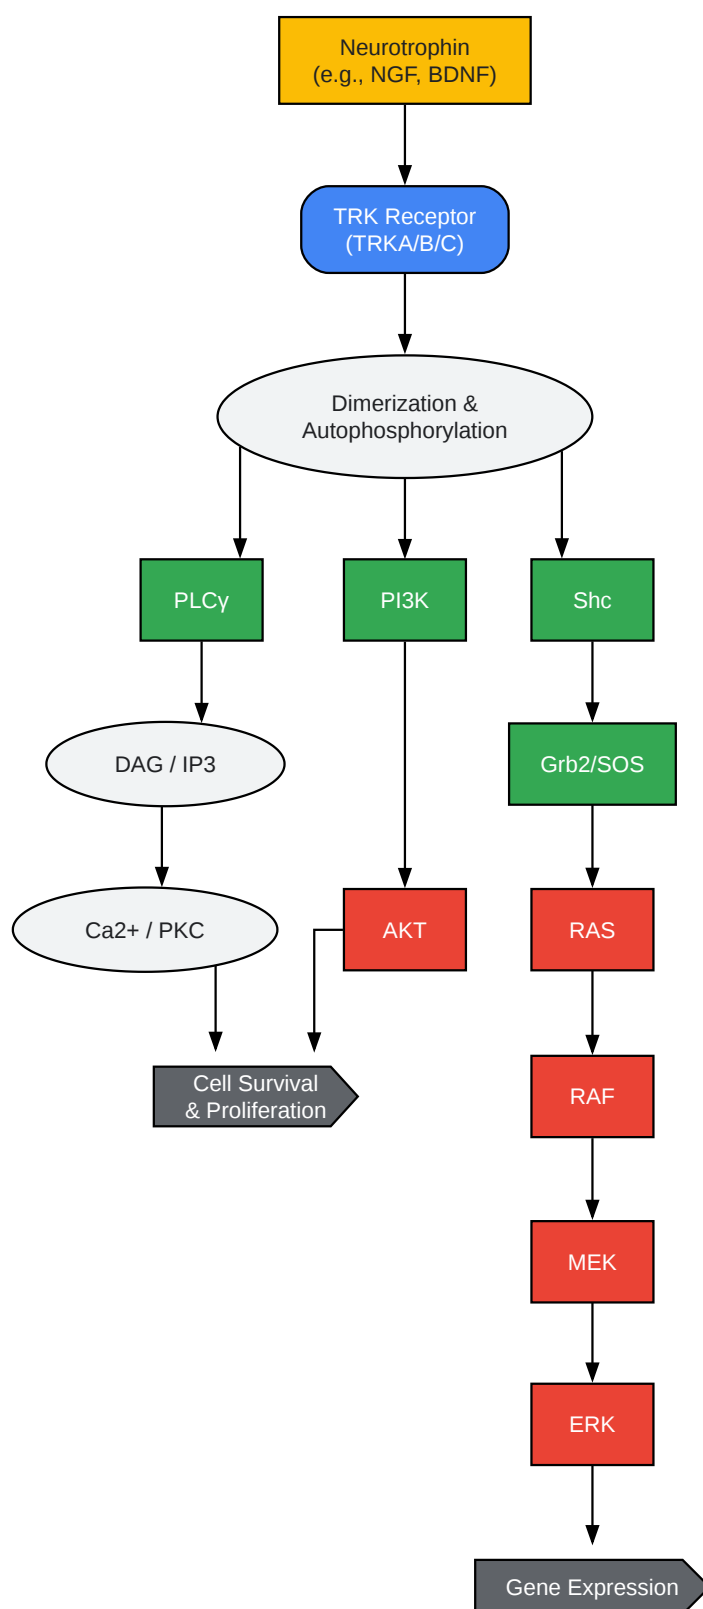 Neurotrophin
(e.g., NGF, BDNF)
TRK Receptor
(TRKA/B/C)
Dimerization &
Autophosphorylation
PLCγ
PI3K
Shc
DAG / IP3
Grb2/SOS
Ca2+ / PKC
AKT
RAS
Cell Survival
& Proliferation
RAF
MEK
ERK
Gene Expression